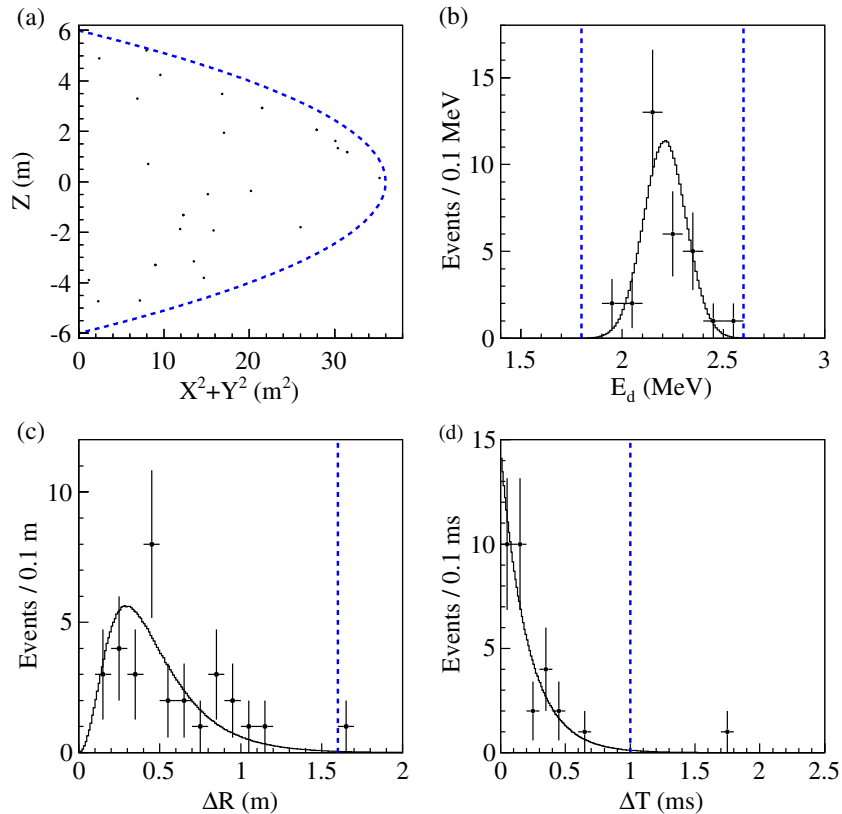 (a)
6
4
2
0
-2
-4
-6
Z (m)
0 10 20 30
X²+Y² (m²)
(b)
15
10
5
0
Events / 0.1 MeV
1.5 2 2.5 3
E_d (MeV)
(c)
10
5
0
Events / 0.1 m
0 0.5 1 1.5 2
ΔR (m)
(d)
15
10
5
0
Events / 0.1 ms
0 0.5 1 1.5 2 2.5
ΔT (ms)